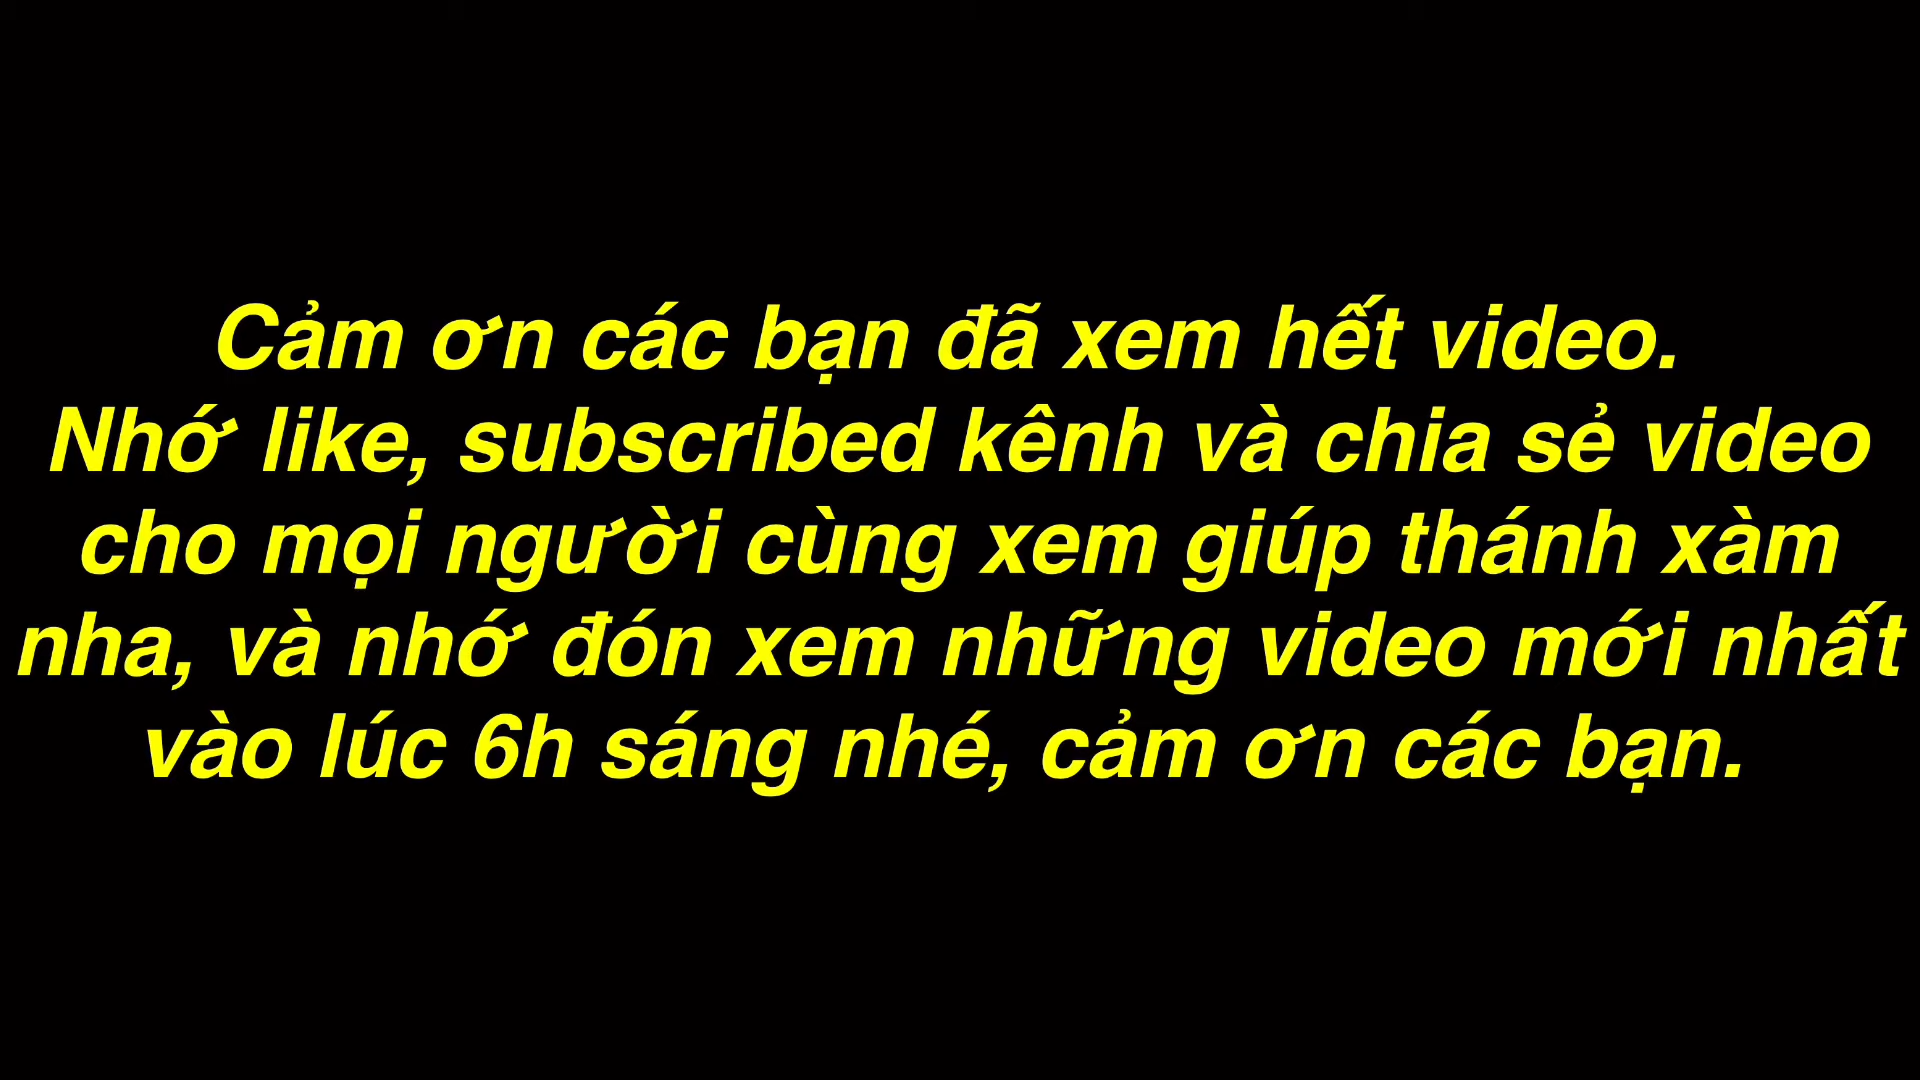 Cảm ơn các bạn đã xem hết video.
Nhớ like, subscribed kênh và chia sẻ video
cho mọi người cùng xem giúp thánh xàm
nha, và nhớ đón xem những video mới nhất
vào lúc 6h sáng nhé, cảm ơn các bạn.